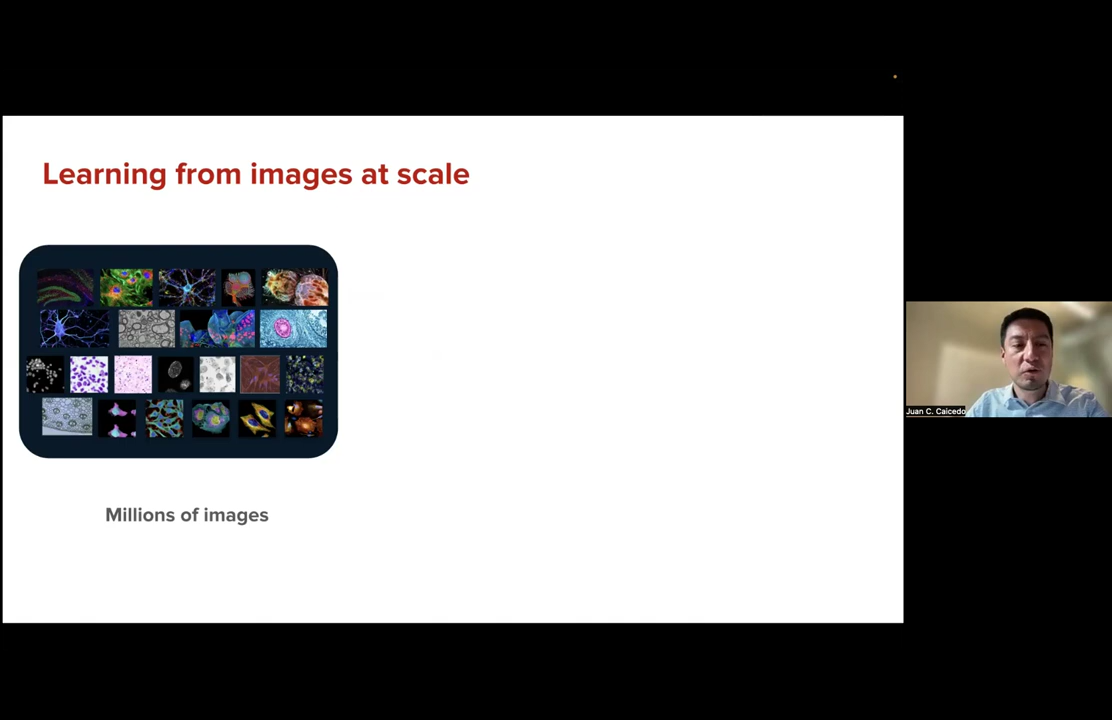 Learning from images at scale
Millions of images
Juan C. Caicedo